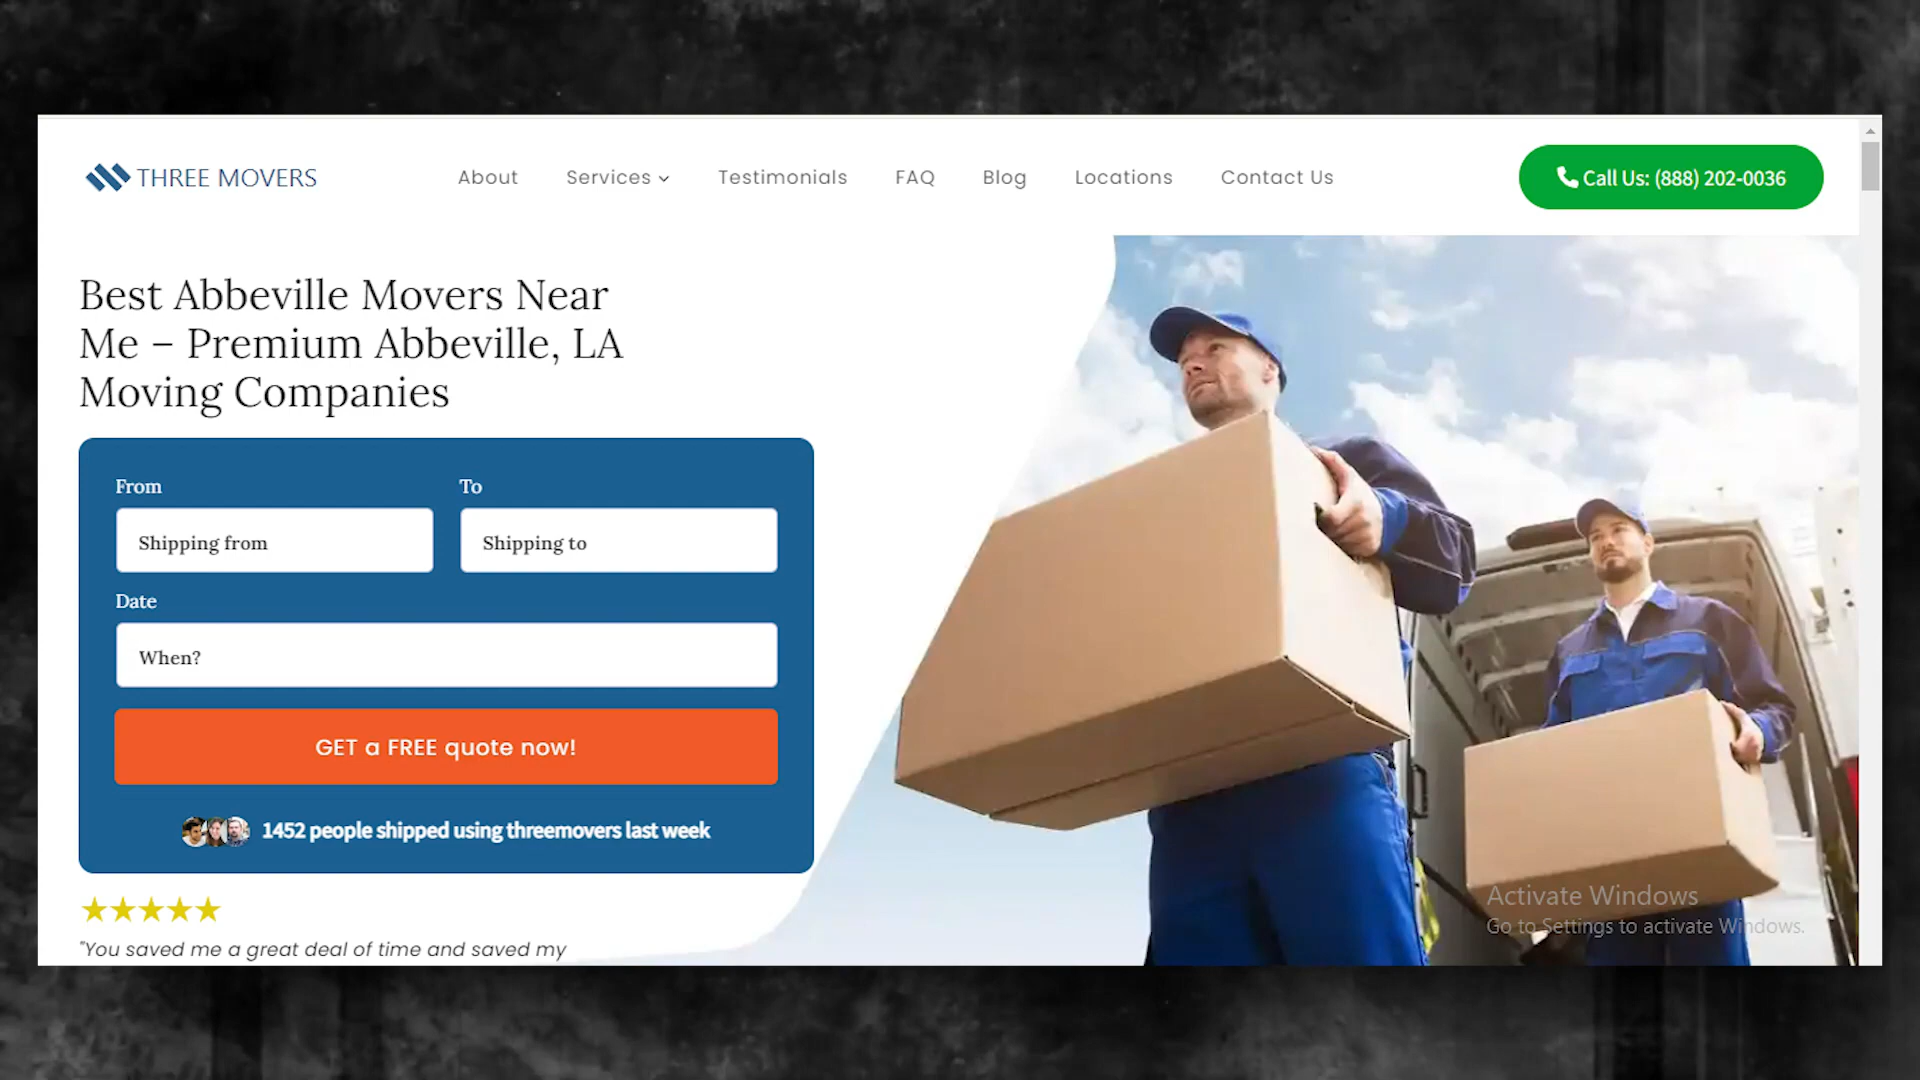 THREE MOVERS
About
Services
Testimonials
FAQ
Blog
Locations
Contact Us
Call Us: (888) 202-0036
Best Abbeville Movers Near
Me – Premium Abbeville, LA
Moving Companies
From
To
Shipping from
Shipping to
Date
When?
GET a FREE quote now!
1452 people shipped using threemovers last week
"You saved me a great deal of time and saved my
Activate Windows
Go to Settings to activate Windows.